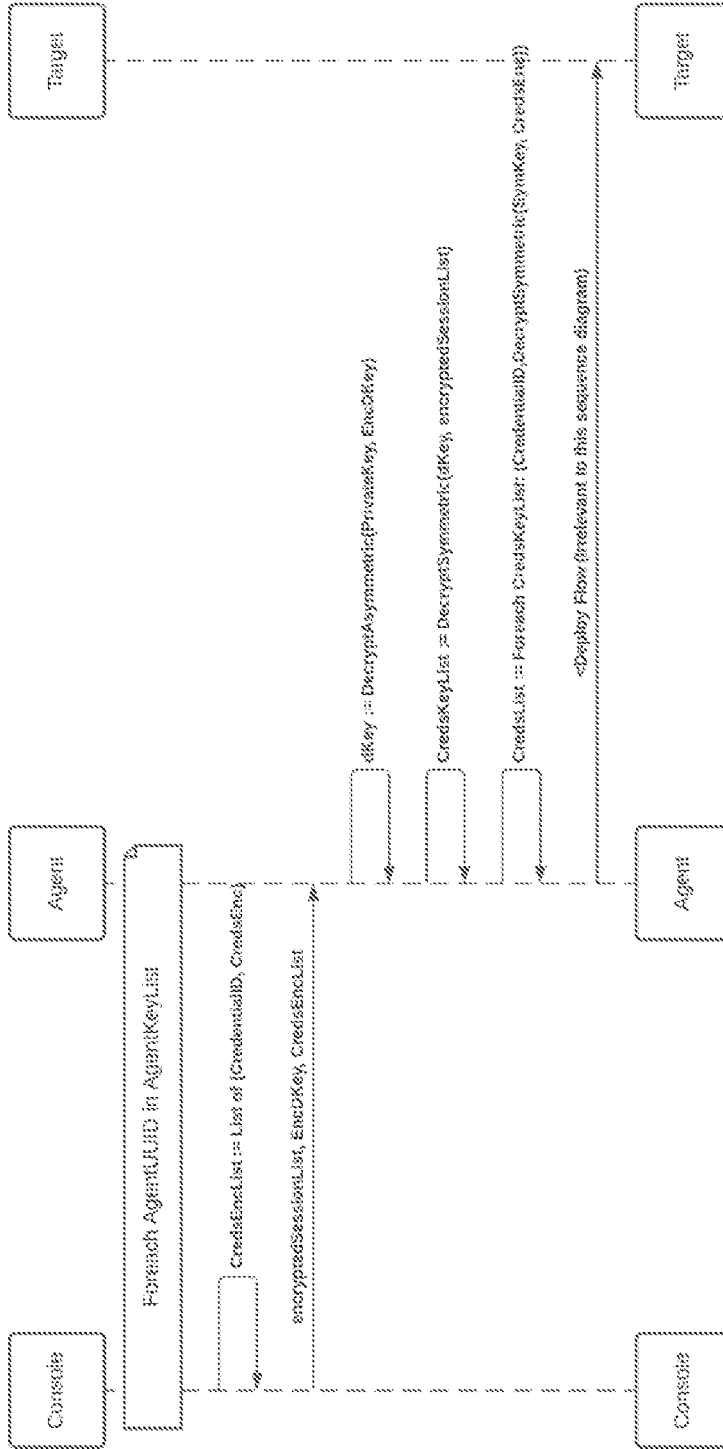 Console
Agent
Target
Foreach AgentUUID in AgentKeyList
CredsEncList := List of {CredentialID, CredsEnc}
encryptedSessionList, EncDKey, CredsEncList
dKey := DecryptAsymmetric(PrivateKey, EncDKey)
CredsKeyList := DecryptSymmetric(dKey, encryptedSessionList)
CredsList := Foreach CredsKeyList: {CredentialID,DecryptSymmetric(SymKey, CredsEnc)}
<Deploy Flow (Irrelevant to this sequence diagram)
Console
Agent
Target